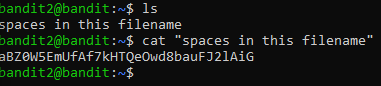 bandit2@bandit:~$ ls
spaces in this filename
bandit2@bandit:~$ cat "spaces in this filename"
aBZ0W5EmUfAf7kHTQeOwd8bauFJ2lAiG
bandit2@bandit:~$